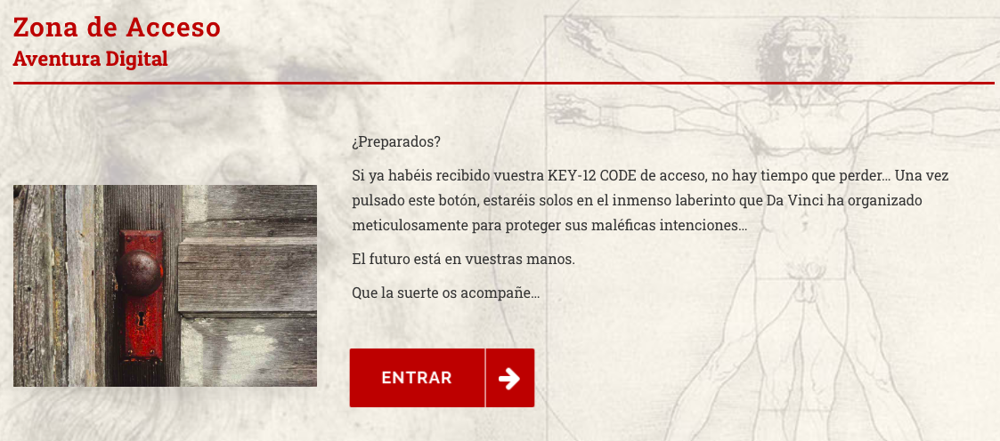 Zona de Acceso
Aventura Digital
¿Preparados?
Si ya habéis recibido vuestra KEY-12 CODE de acceso, no hay tiempo que perder... Una vez
pulsado este botón, estaréis solos en el inmenso laberinto que Da Vinci ha organizado
meticulosamente para proteger sus maléficas intenciones...
El futuro está en vuestras manos.
Que la suerte os acompañe...
ENTRAR